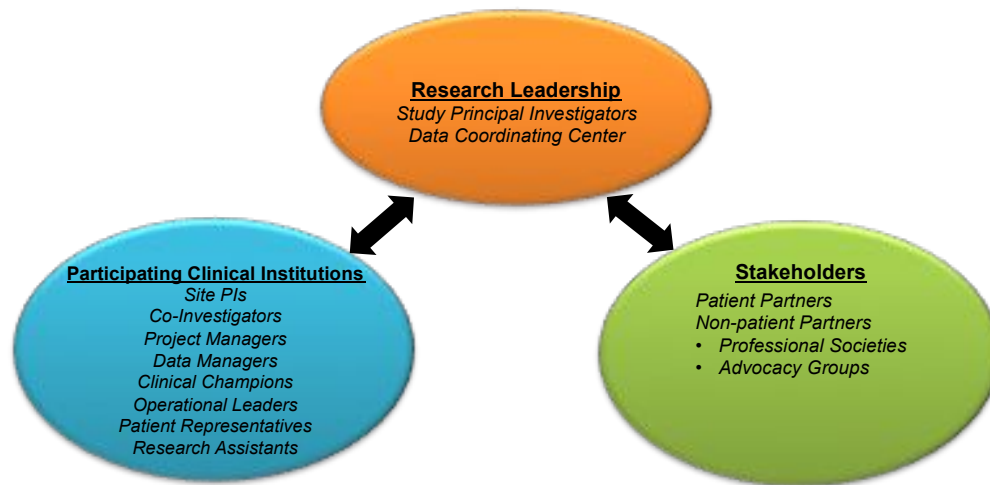 Research Leadership
Study Principal Investigators
Data Coordinating Center
Participating Clinical Institutions
Site PIs
Co-Investigators
Project Managers
Data Managers
Clinical Champions
Operational Leaders
Patient Representatives
Research Assistants
Stakeholders
Patient Partners
Non-patient Partners
• Professional Societies
• Advocacy Groups